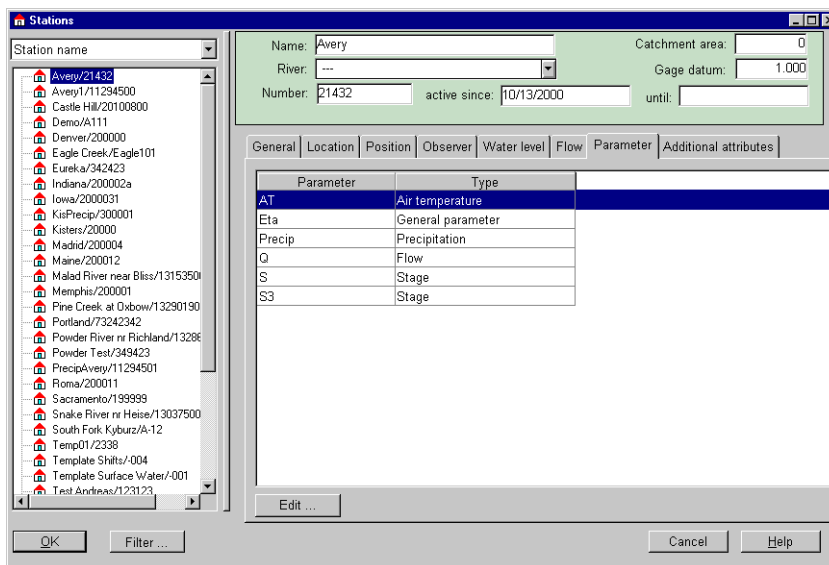 Stations
Station name
Avery/21432
Avery1/11294500
Castle Hill/20100800
Demo/A111
Denver/200000
Eagle Creek/Eagle101
Eureka/342423
Indiana/200002a
Iowa/2000031
KisPrecip/300001
Kisters/20000
Madrid/200004
Maine/200012
Malad River near Bliss/1315350
Memphis/200001
Pine Creek at Oxbow/13290190
Portland/73242342
Powder River nr Richland/13288
Powder Test/349423
PrecipAvery/11294501
Roma/200011
Sacramento/199999
Snake River nr Heise/13037500
South Fork Kyburz/A-12
Temp01/2338
Template Shifts/-004
Template Surface Water/-001
Test Andreas/123123
Name: Avery Catchment area: 0
River: --- Gage datum: 1.000
Number: 21432 active since: 10/13/2000 until:
General Location Position Observer Water level Flow Parameter Additional attributes
Parameter Type
AT Air temperature
Eta General parameter
Precip Precipitation
Q Flow
S Stage
S3 Stage
Edit ...
OK Filter ... Cancel Help